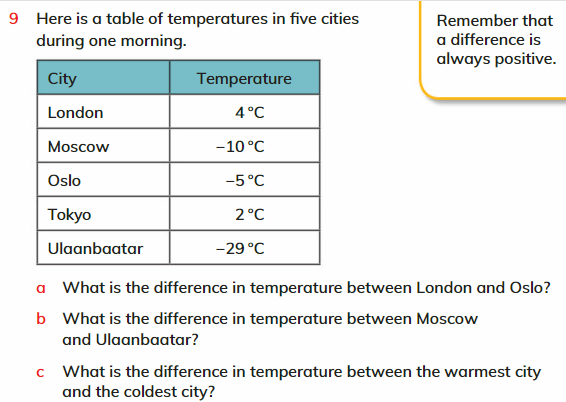 9 Here is a table of temperatures in five cities
during one morning.
Remember that
a difference is
always positive.
City Temperature
London 4 °C
Moscow –10 °C
Oslo –5 °C
Tokyo 2 °C
Ulaanbaatar –29 °C
a What is the difference in temperature between London and Oslo?
b What is the difference in temperature between Moscow
and Ulaanbaatar?
c What is the difference in temperature between the warmest city
and the coldest city?